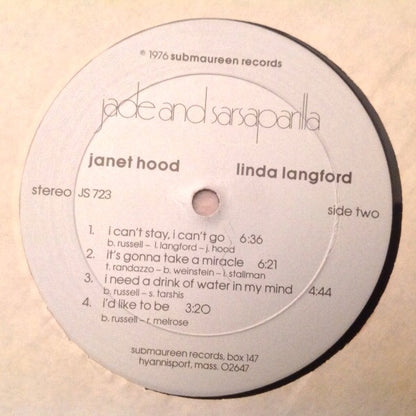 ℗ 1976 submaureen records
jade and sarsaparilla
janet hood linda langford
stereo JS 723
side two
1. i can't stay, i can't go 6:36
b. russell – l. langford – j. hood
2. it's gonna take a miracle 6:21
t. randazzo – b. weinstein – l. stallman
3. i need a drink of water in my mind 4:44
b. russell – s. tarshis
4. i'd like to be 3:20
b. russell – r. melrose
submaureen records, box 147
hyannisport, mass. 02647